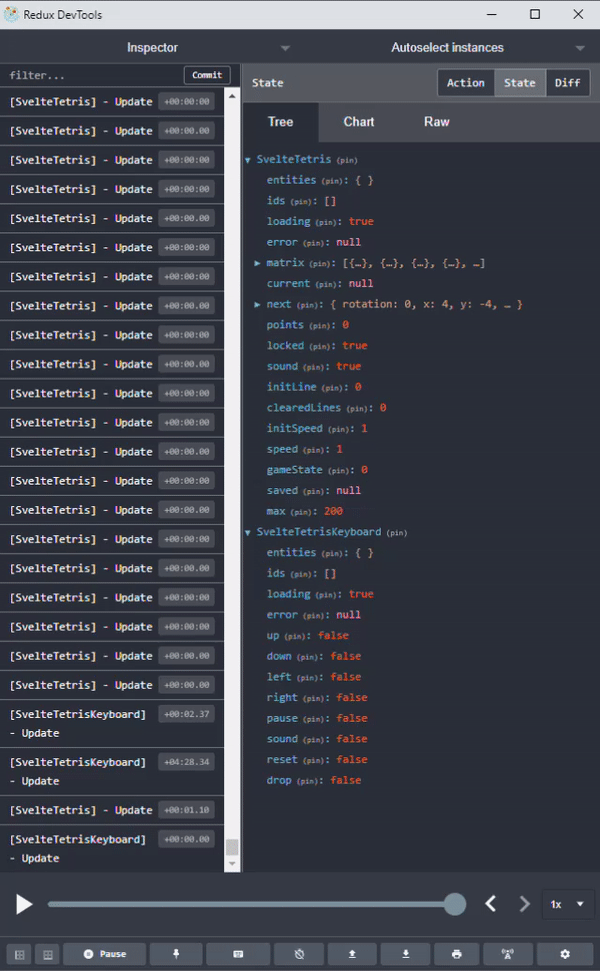 Redux DevTools
Inspector
Autoselect instances
filter...
Commit
[SvelteTetris] - Update +00:00:00
[SvelteTetris] - Update +00:00.00
[SvelteTetris] - Update +00:00:00
[SvelteTetris] - Update +00:00:00
[SvelteTetris] - Update +00:00.00
[SvelteTetris] - Update +00:00:00
[SvelteTetris] - Update +00:00:00
[SvelteTetris] - Update +00:00.00
[SvelteTetris] - Update +00:00:00
[SvelteTetris] - Update +00:00.00
[SvelteTetris] - Update +00:00:00
[SvelteTetris] - Update +00:00:00
[SvelteTetris] - Update +00:00.00
[SvelteTetris] - Update +00:00:00
[SvelteTetris] - Update +00:00:00
[SvelteTetris] - Update +00:00:00
[SvelteTetris] - Update +00:00.00
[SvelteTetris] - Update +00:00:00
[SvelteTetris] - Update +00:00:00
[SvelteTetris] - Update +00:00.00
[SvelteTetris] - Update +00:00.00
[SvelteTetrisKeyboard] +00:02.37
- Update
[SvelteTetrisKeyboard] +04:28.34
- Update
[SvelteTetris] - Update +00:01.10
[SvelteTetrisKeyboard] +00:00.00
- Update
State
Action
State
Diff
Tree
Chart
Raw
SvelteTetris (pin)
entities (pin): { }
ids (pin): []
loading (pin): true
error (pin): null
matrix (pin): [{…}, {…}, {…}, {…}, …]
current (pin): null
next (pin): { rotation: 0, x: 4, y: -4, … }
points (pin): 0
locked (pin): true
sound (pin): true
initLine (pin): 0
clearedLines (pin): 0
initSpeed (pin): 1
speed (pin): 1
gameState (pin): 0
saved (pin): null
max (pin): 200
SvelteTetrisKeyboard (pin)
entities (pin): { }
ids (pin): []
loading (pin): true
error (pin): null
up (pin): false
down (pin): false
left (pin): false
right (pin): false
pause (pin): false
sound (pin): false
reset (pin): false
drop (pin): false
1x
Pause